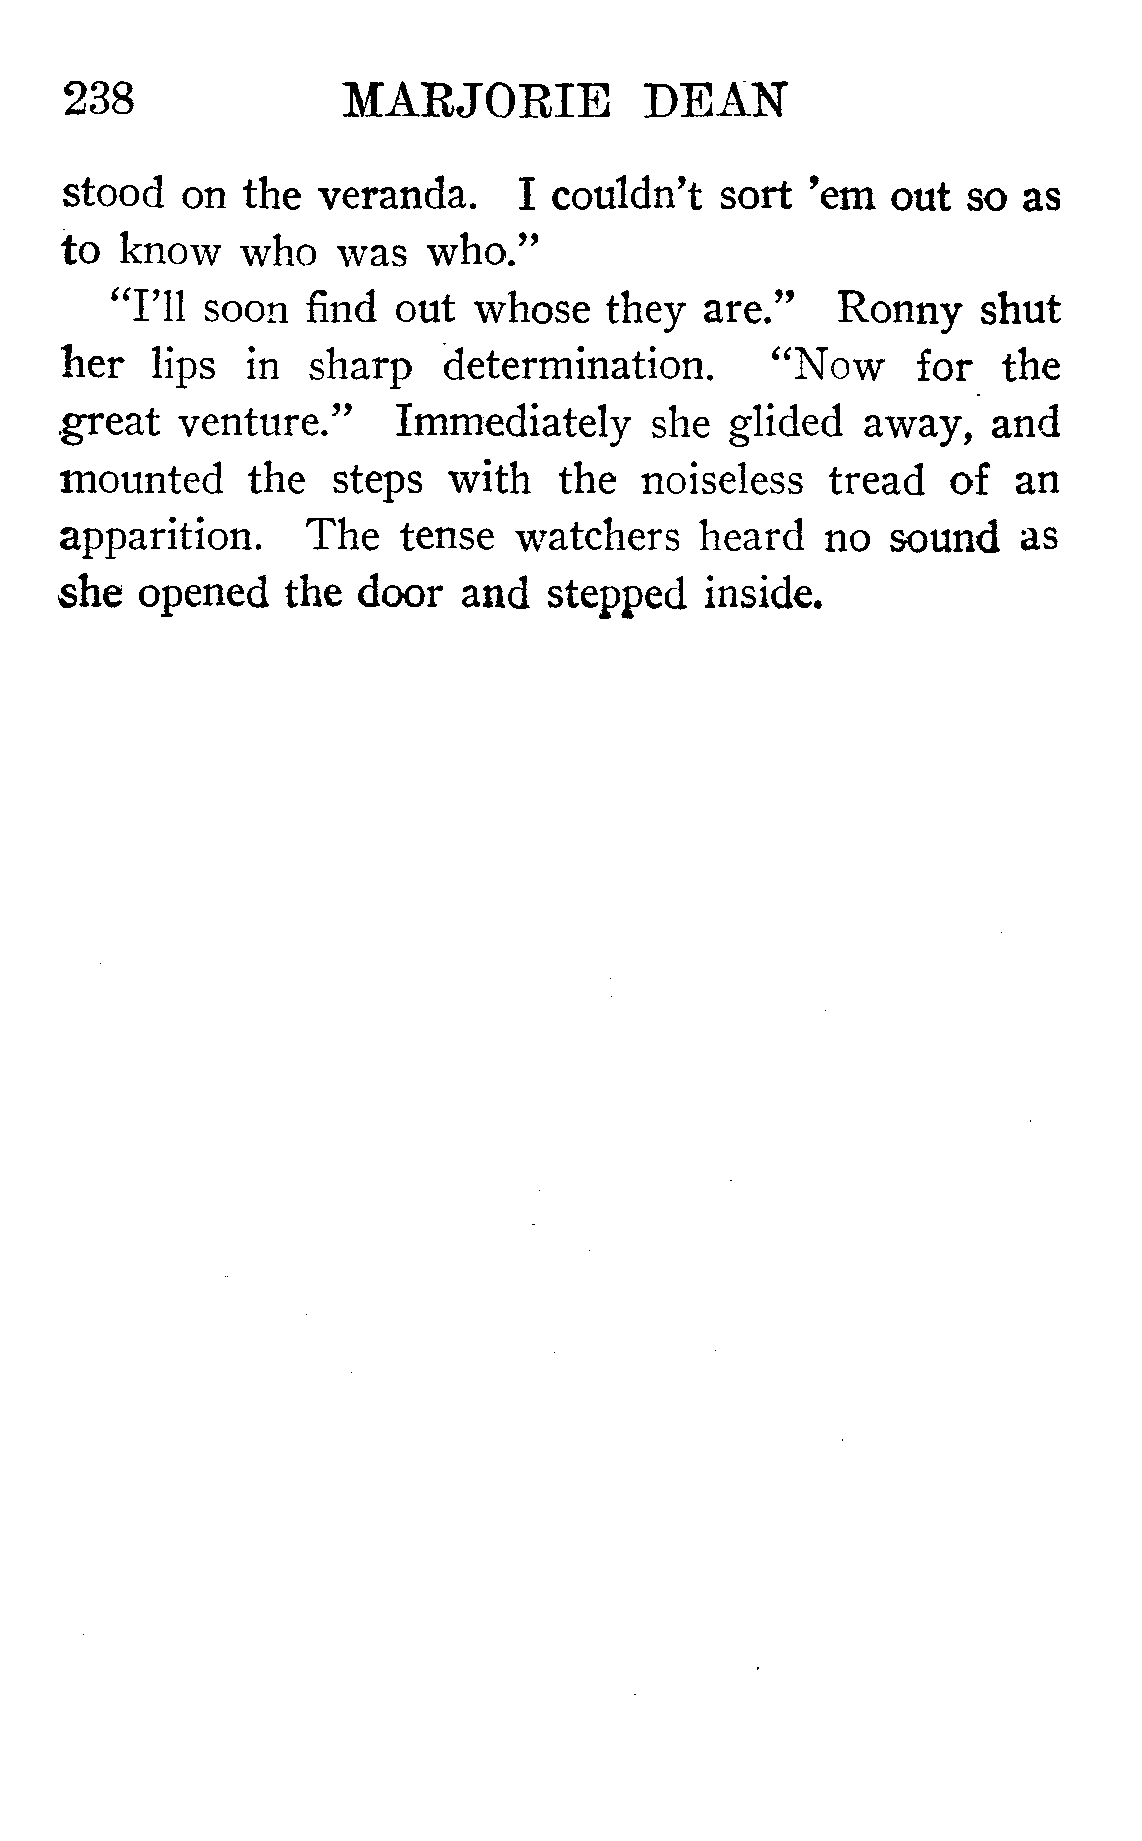 238 MARJORIE DEAN
stood on the veranda. I couldn't sort 'em out so as
to know who was who."
"I'll soon find out whose they are." Ronny shut
her lips in sharp determination. "Now for the
great venture." Immediately she glided away, and
mounted the steps with the noiseless tread of an
apparition. The tense watchers heard no sound as
she opened the door and stepped inside.